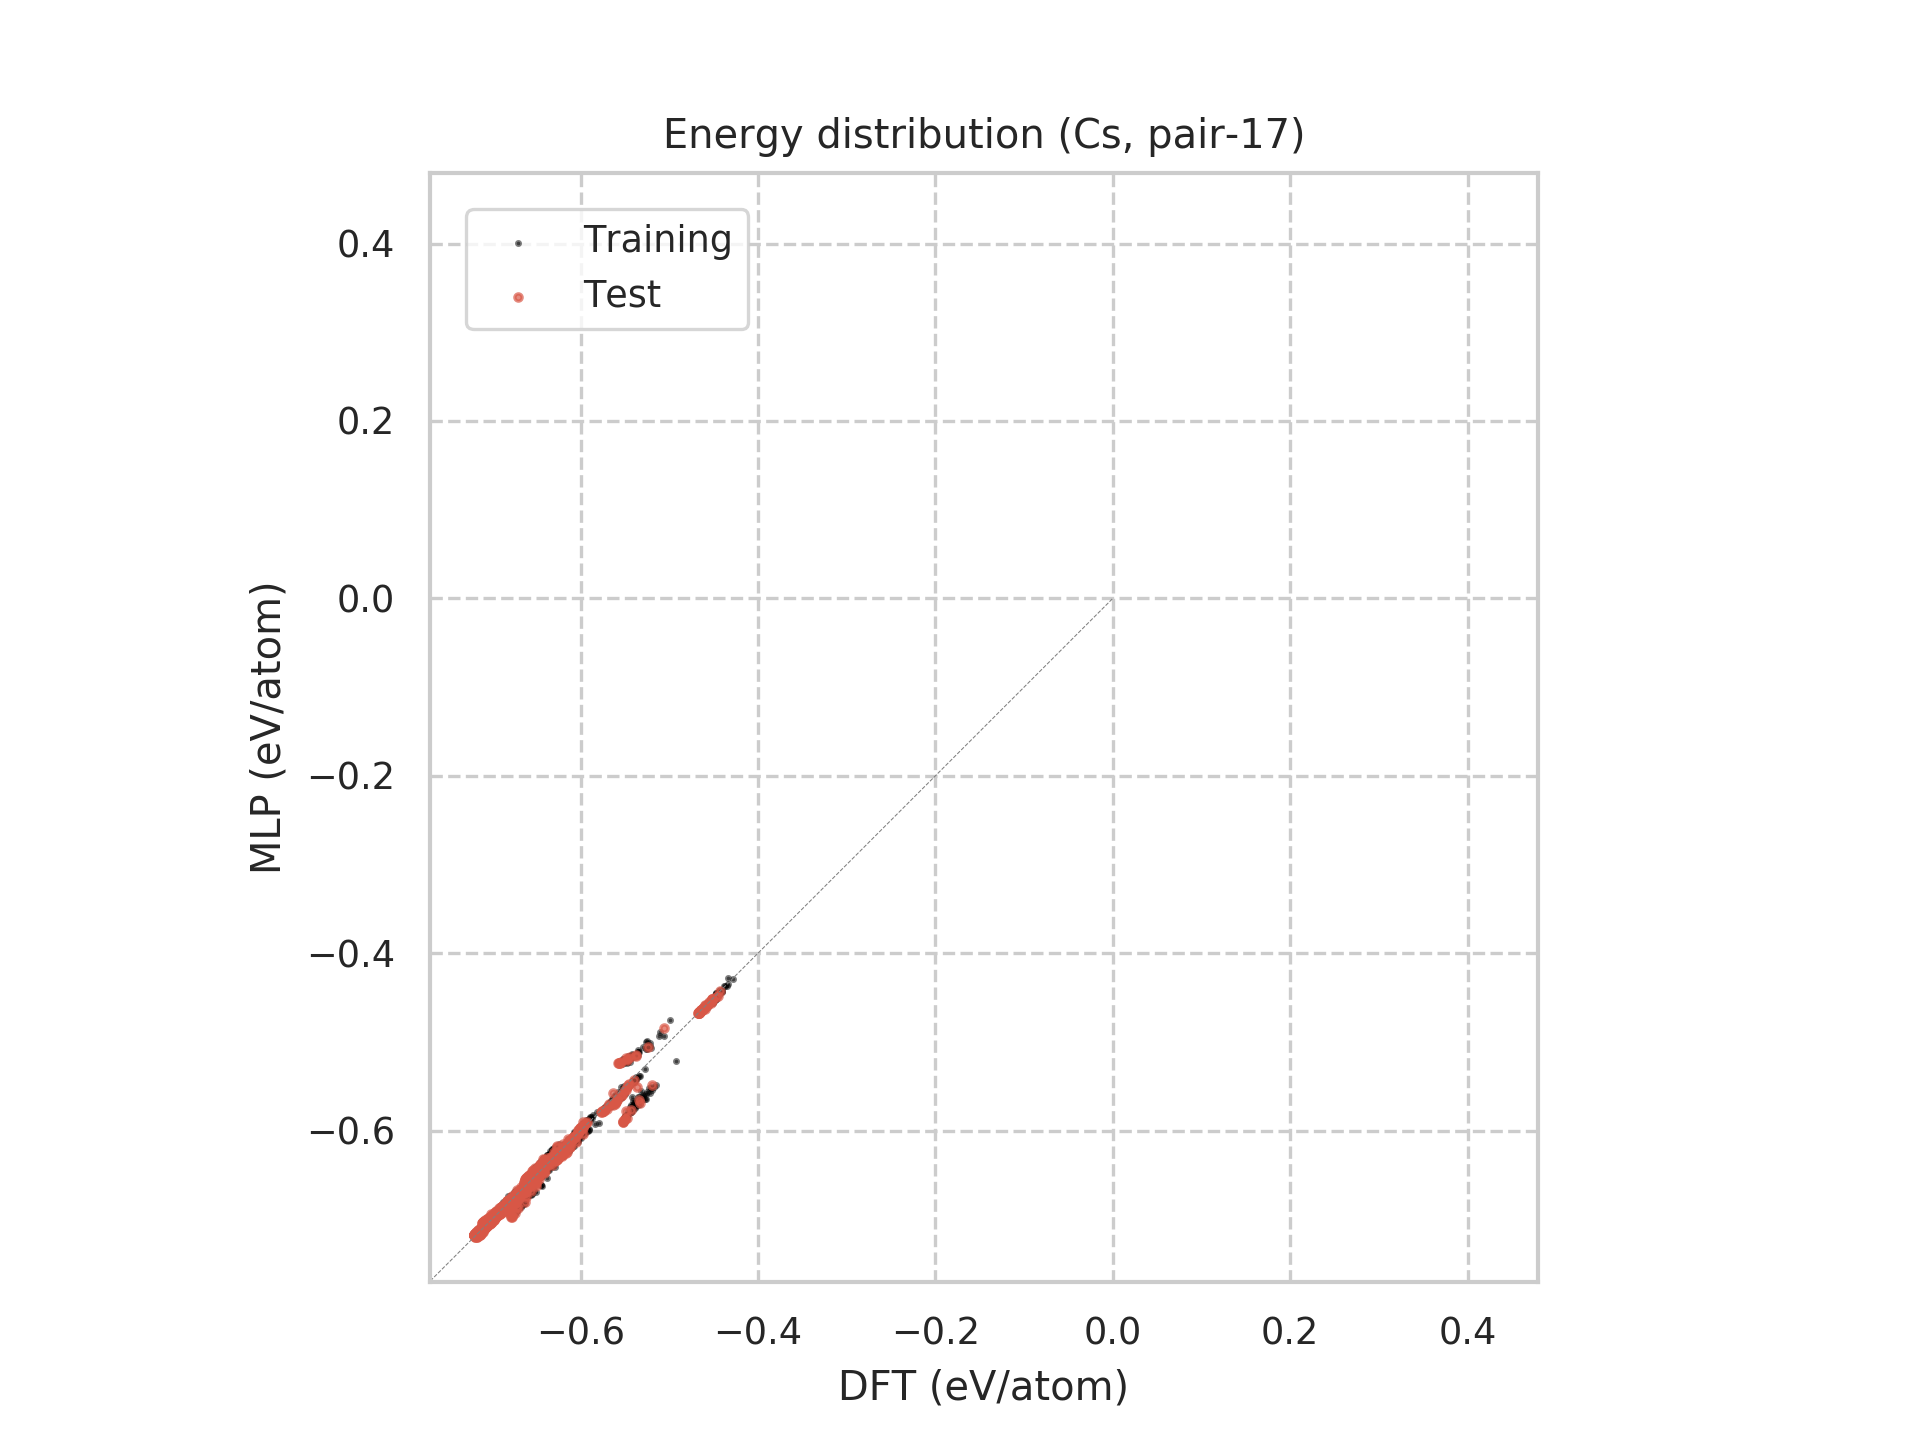 Energy distribution (Cs, pair-17)
Training
Test
0.4
0.2
0.0
−0.2
−0.4
−0.6
MLP (eV/atom)
−0.6 −0.4 −0.2 0.0 0.2 0.4
DFT (eV/atom)